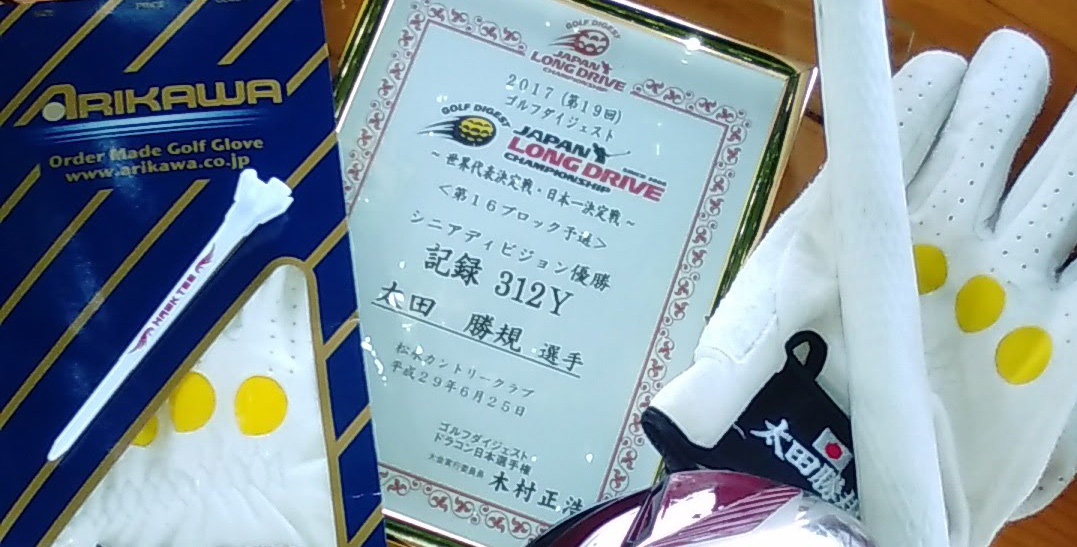 ARIKAWA
Order Made Golf Glove
www.arikawa.co.jp
HASK TEE
GOLF DIGEST
JAPAN
LONG DRIVE
CHAMPIONSHIP
2017（第19回）
ゴルフダイジェスト
GOLF DIGEST
JAPAN
LONG DRIVE
CHAMPIONSHIP
～世界代表決定戦・日本一決定戦～
＜第16ブロック予選＞
シニアディビジョン優勝
記録 312Y
太田 勝規 選手
松本カントリークラブ
平成29年6月25日
ゴルフダイジェスト
ドラコン日本選手権
大会実行委員長 木村正浩
太田勝